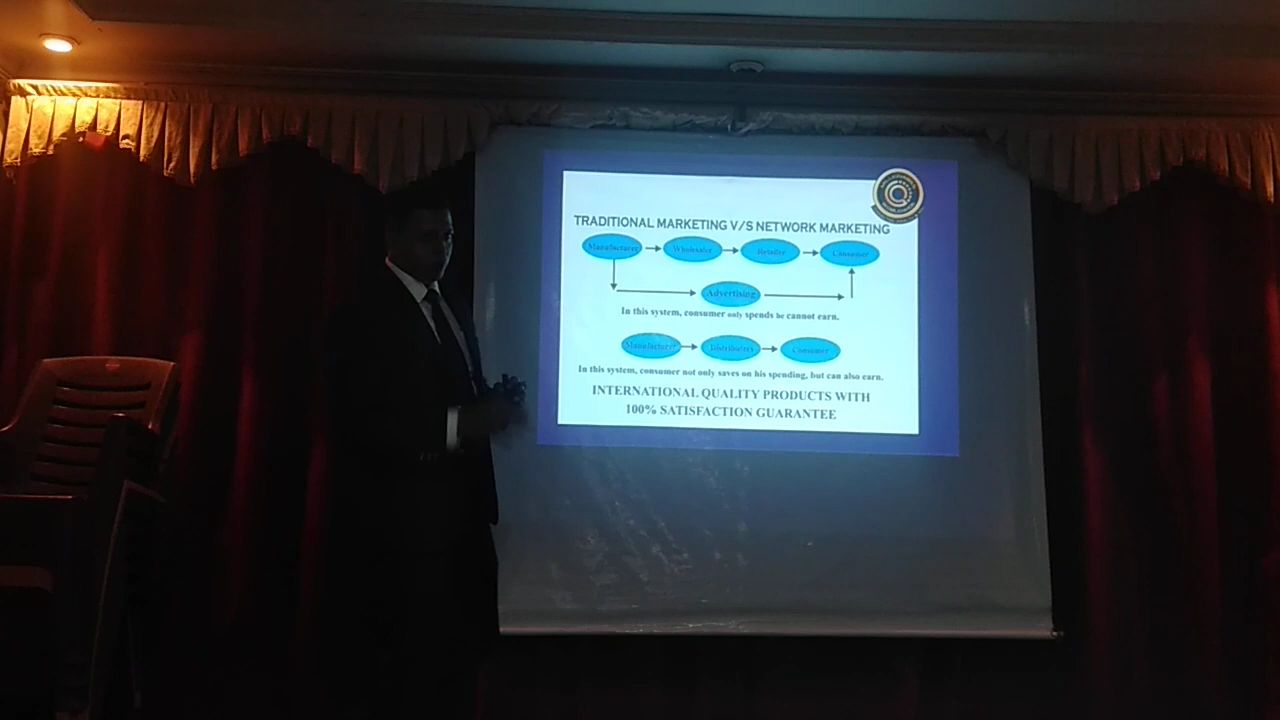 TRADITIONAL MARKETING V/S NETWORK MARKETING
Manufacturer Wholesaler Retailer Consumer
Advertising
In this system, consumer only spends he cannot earn.
Manufacturer Distributors Consumer
In this system, consumer not only saves on his spending, but can also earn.
INTERNATIONAL QUALITY PRODUCTS WITH
100% SATISFACTION GUARANTEE